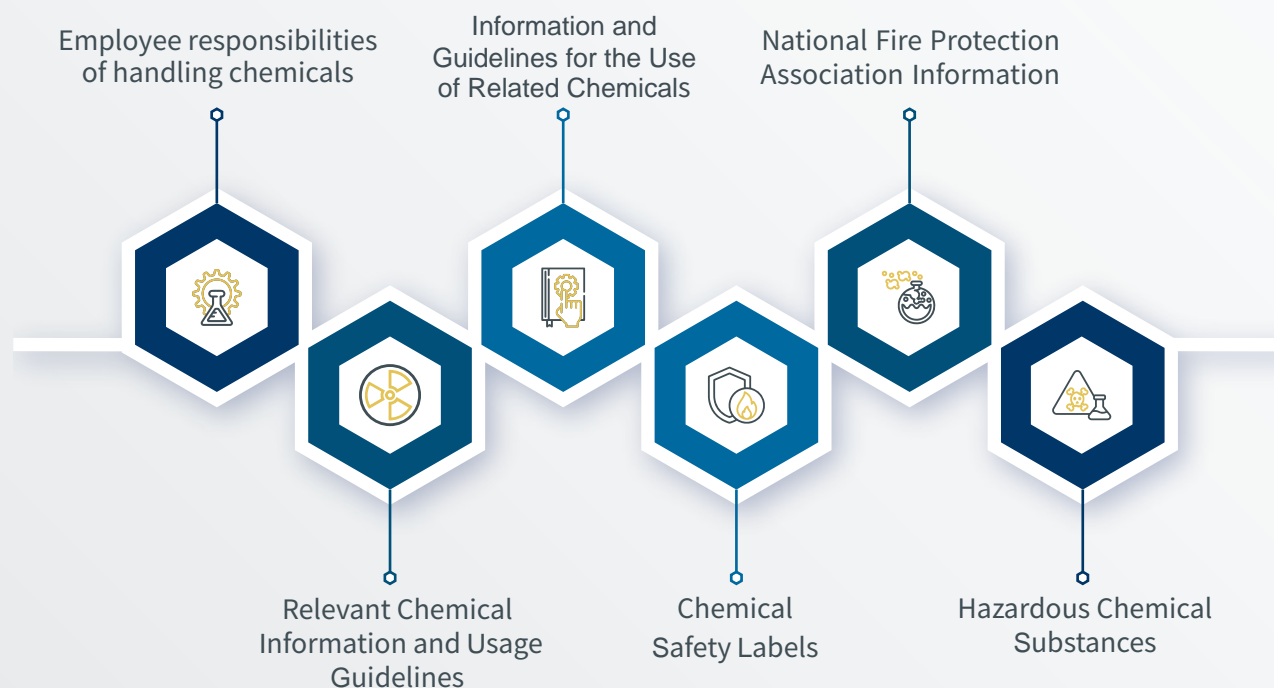 Employee responsibilities
of handling chemicals
Information and
Guidelines for the Use
of Related Chemicals
National Fire Protection
Association Information
Relevant Chemical
Information and Usage
Guidelines
Chemical
Safety Labels
Hazardous Chemical
Substances